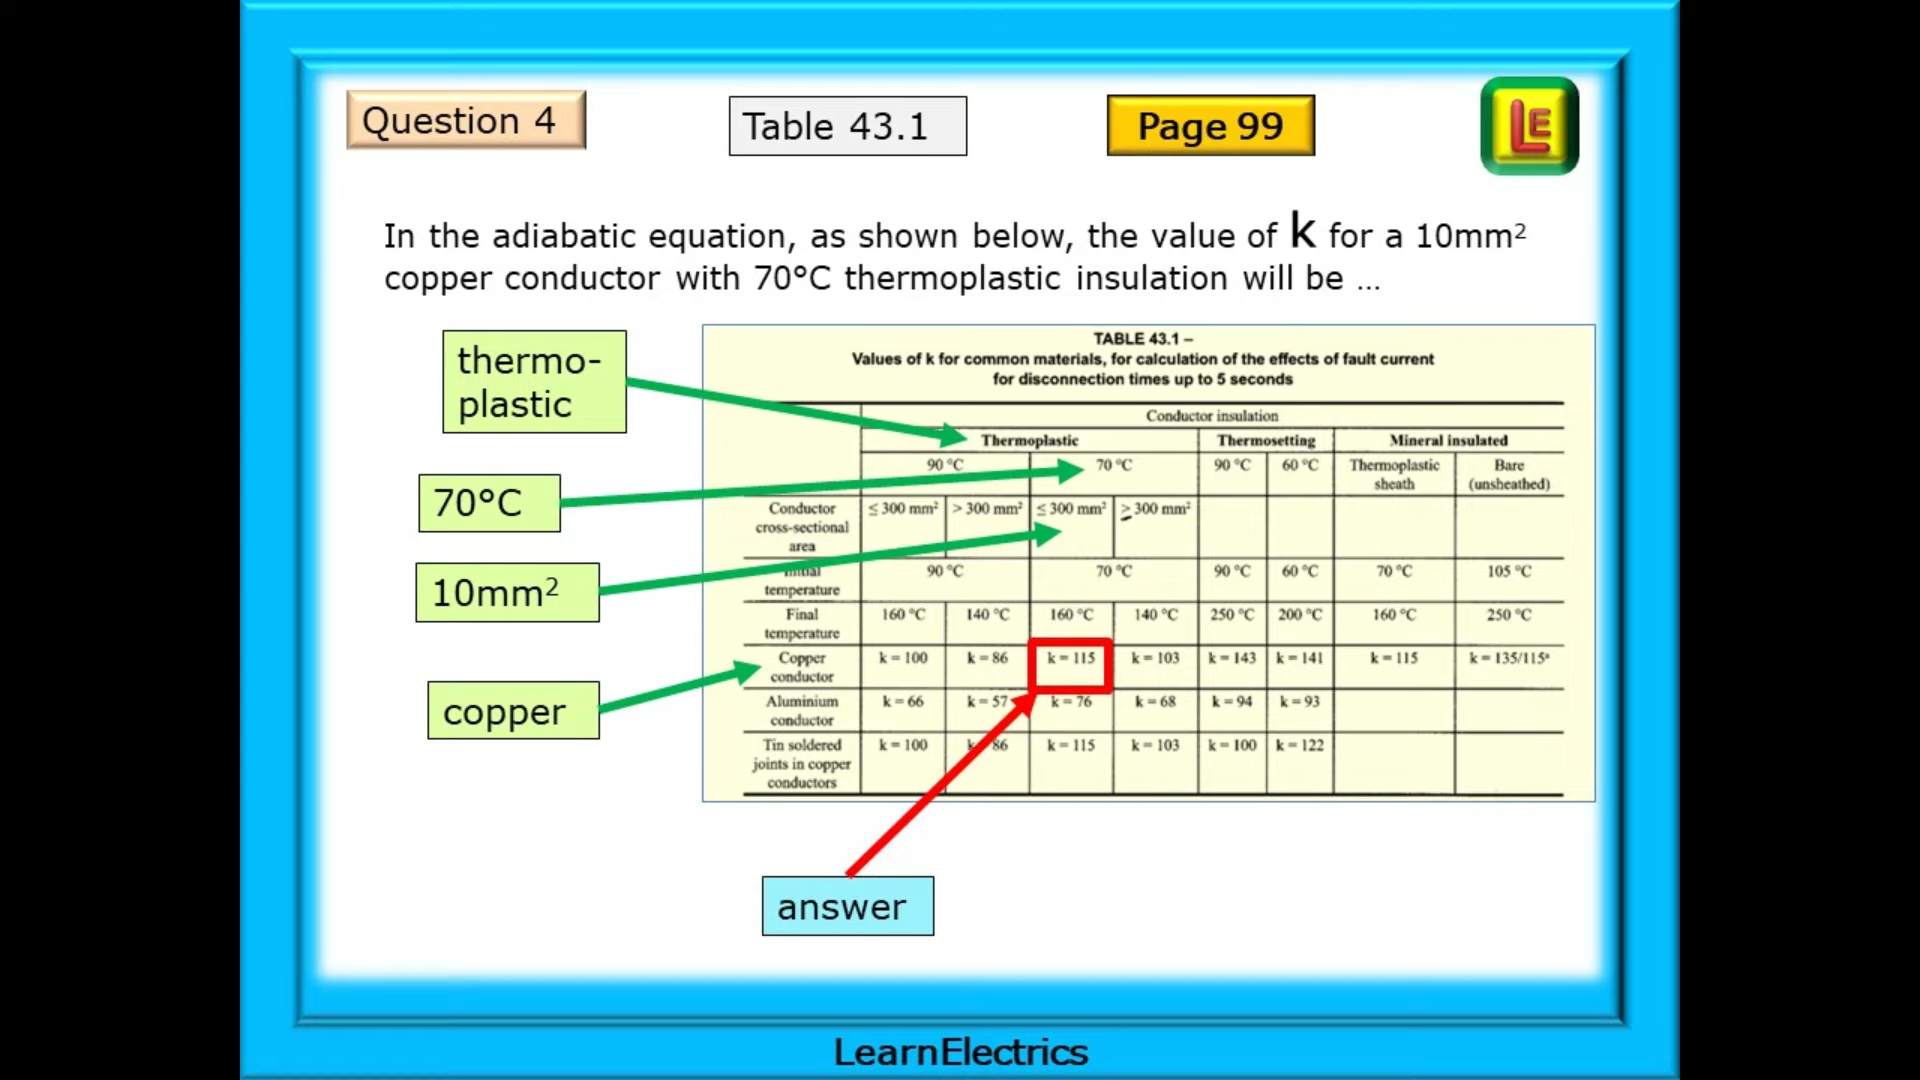 Question 4
Table 43.1
Page 99
LE
In the adiabatic equation, as shown below, the value of k for a 10mm²
copper conductor with 70°C thermoplastic insulation will be ...
thermo-
plastic
70°C
10mm²
copper
TABLE 43.1 –
Values of k for common materials, for calculation of the effects of fault current
for disconnection times up to 5 seconds
Conductor insulation
Thermoplastic Thermosetting Mineral insulated
90 °C 70 °C 90 °C 60 °C Thermoplastic sheath Bare (unsheathed)
Conductor cross-sectional area ≤ 300 mm² > 300 mm² ≤ 300 mm² > 300 mm²
Initial temperature 90 °C 70 °C 90 °C 60 °C 70 °C 105 °C
Final temperature 160 °C 140 °C 160 °C 140 °C 250 °C 200 °C 160 °C 250 °C
Copper conductor k = 100 k = 86 k = 115 k = 103 k = 143 k = 141 k = 115 k = 135/115ᵃ
Aluminium conductor k = 66 k = 57 k = 76 k = 68 k = 94 k = 93
Tin soldered joints in copper conductors k = 100 k = 86 k = 115 k = 103 k = 100 k = 122
answer
LearnElectrics